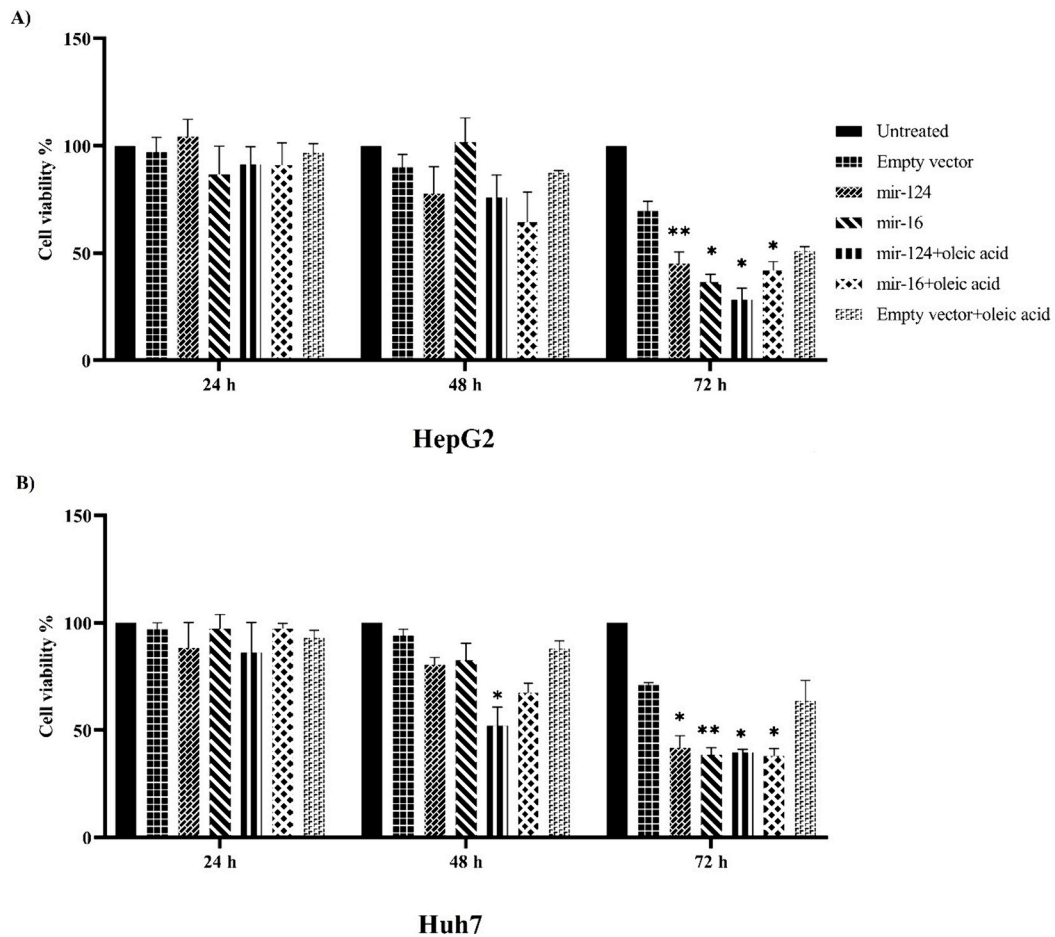 A)
150
100
50
0
Cell viability %
** * * *
24 h 48 h 72 h
HepG2
Untreated
Empty vector
mir-124
mir-16
mir-124+oleic acid
mir-16+oleic acid
Empty vector+oleic acid
B)
150
100
50
0
Cell viability %
* * ** * *
24 h 48 h 72 h
Huh7